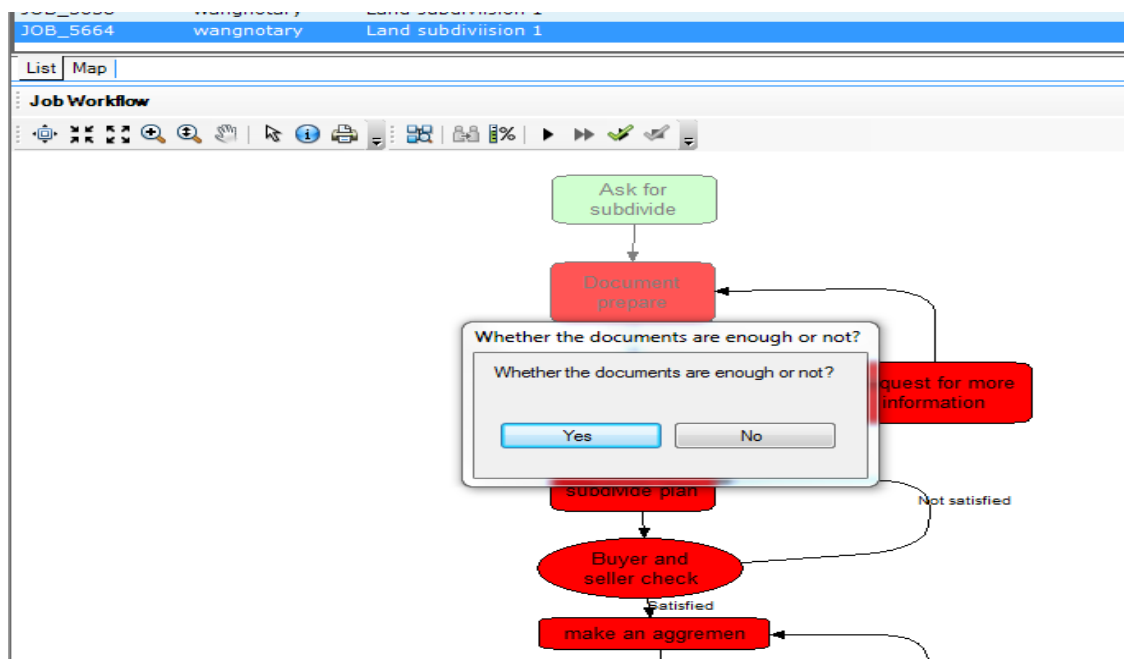 JOB_5664 wangnotary Land subdiviision 1
List Map
Job Workflow
Ask for
subdivide
Document
prepare
Whether the documents are enough or not?
Whether the documents are enough or not?
Yes No
quest for more
information
subdivide plan
Not satisfied
Buyer and
seller check
Satisfied
make an aggremen